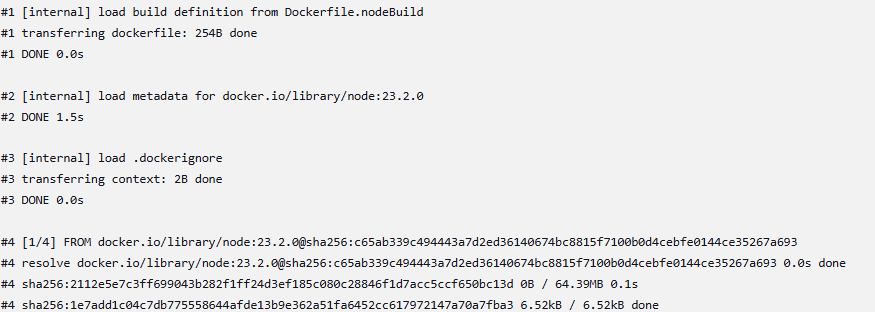 #1 [internal] load build definition from Dockerfile.nodeBuild
#1 transferring dockerfile: 254B done
#1 DONE 0.0s
#2 [internal] load metadata for docker.io/library/node:23.2.0
#2 DONE 1.5s
#3 [internal] load .dockerignore
#3 transferring context: 2B done
#3 DONE 0.0s
#4 [1/4] FROM docker.io/library/node:23.2.0@sha256:c65ab339c494443a7d2ed36140674bc8815f7100b0d4cebfe0144ce35267a693
#4 resolve docker.io/library/node:23.2.0@sha256:c65ab339c494443a7d2ed36140674bc8815f7100b0d4cebfe0144ce35267a693 0.0s done
#4 sha256:2112e5e7c3ff699043b282f1ff24d3ef185c080c28846f1d7acc5ccf650bc13d 0B / 64.39MB 0.1s
#4 sha256:1e7add1c04c7db775558644afde13b9e362a51fa6452cc617972147a70a7fba3 6.52kB / 6.52kB done